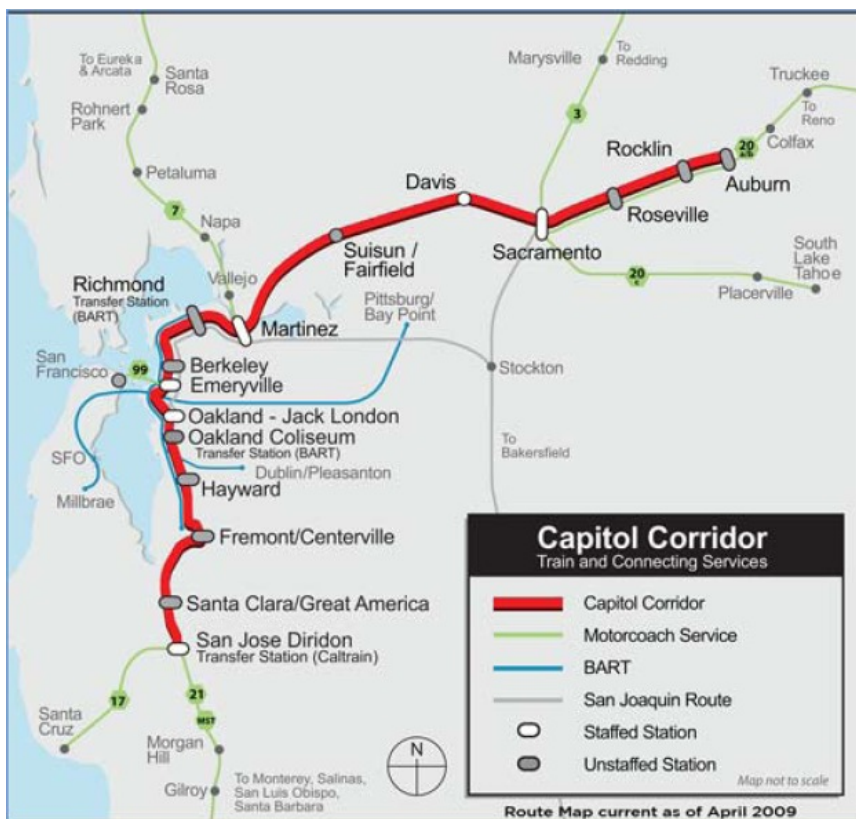 To Eureka
& Arcata
Santa
Rosa
Rohnert
Park
Petaluma
7
Napa
Vallejo
Marysville
To
Redding
3
Truckee
To
Reno
Colfax
20
a/b
Rocklin
Auburn
Roseville
Davis
Sacramento
Suisun /
Fairfield
20
c
South
Lake
Tahoe
Placerville
Richmond
Transfer Station
(BART)
Martinez
Pittsburg/
Bay Point
San
Francisco
99
Berkeley
Emeryville
Stockton
Oakland - Jack London
Oakland Coliseum
Transfer Station (BART)
Dublin/Pleasanton
To
Bakersfield
SFO
Millbrae
Hayward
Fremont/Centerville
Santa Clara/Great America
San Jose Diridon
Transfer Station (Caltrain)
17
21
MST
Santa
Cruz
Morgan
Hill
Gilroy
To Monterey, Salinas,
San Luis Obispo,
Santa Barbara
N
Capitol Corridor
Train and Connecting Services
Capitol Corridor
Motorcoach Service
BART
San Joaquin Route
Staffed Station
Unstaffed Station
Map not to scale
Route Map current as of April 2009